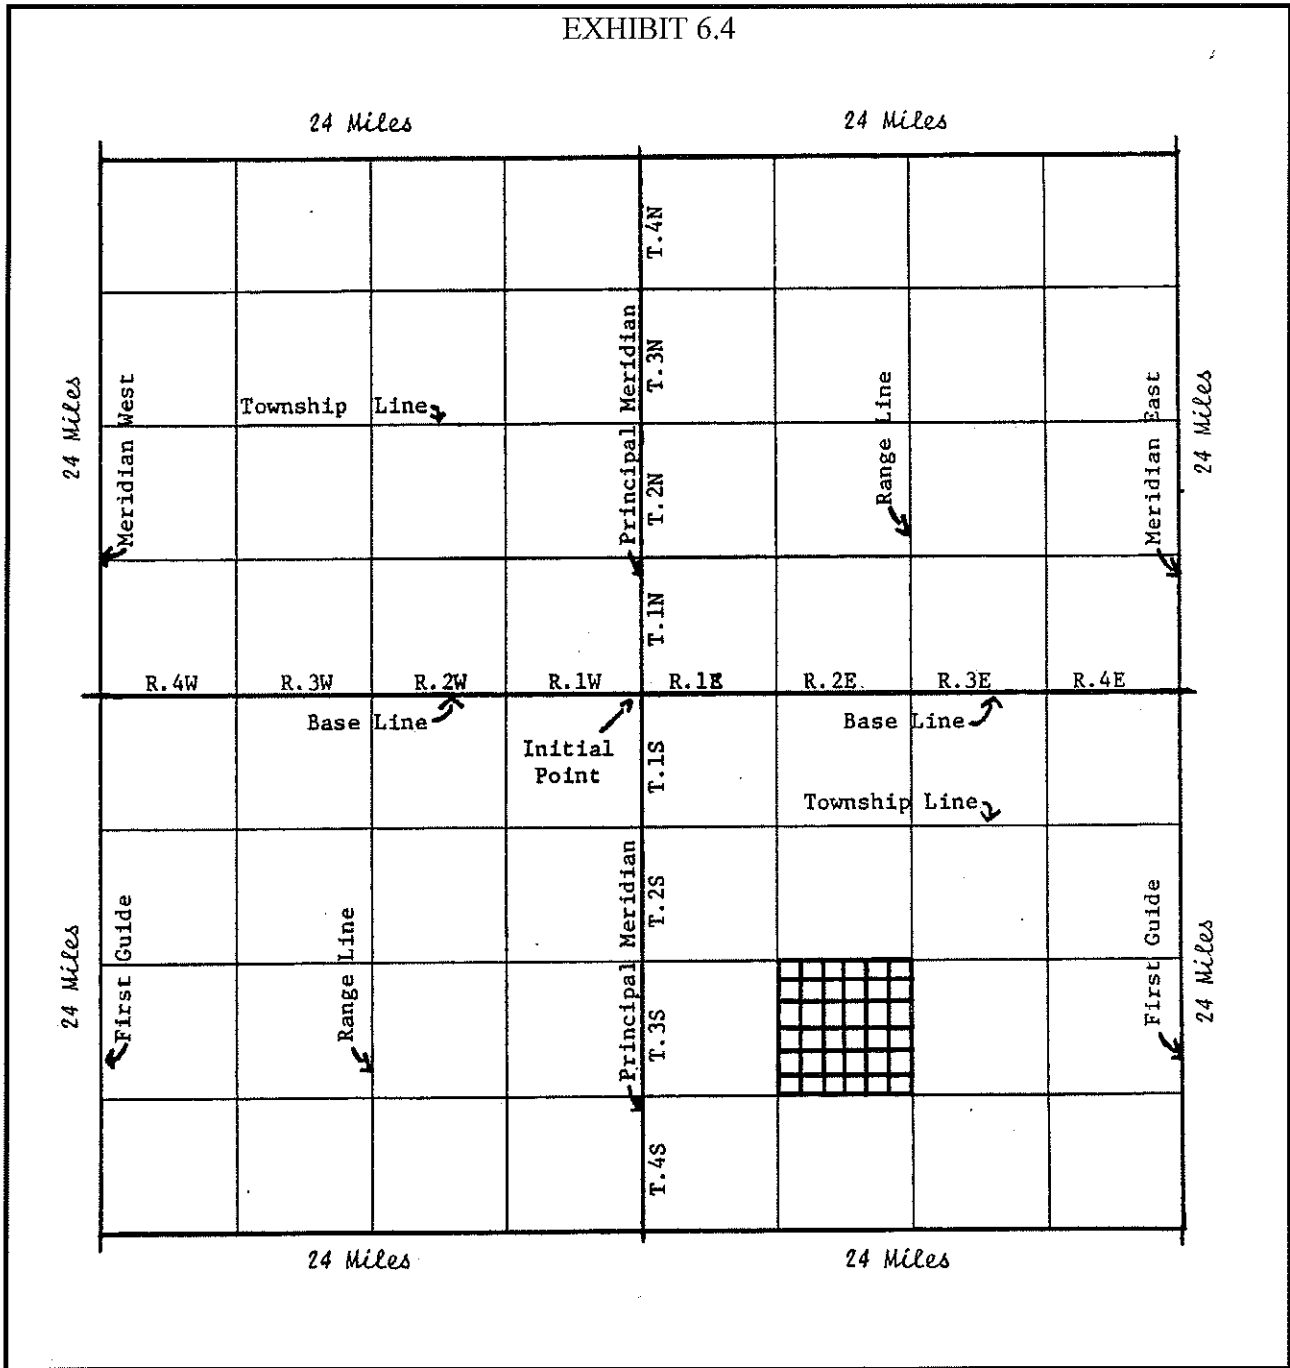 EXHIBIT 6.4
24 Miles
24 Miles
T.4N
24 Miles
Meridian West
Township Line
Principal Meridian
T.3N
Range Line
Meridian East
24 Miles
T.2N
T.1N
R.4W R.3W R.2W R.1W R.1E R.2E R.3E R.4E
Base Line
Initial
Point
Base Line
T.1S
Township Line
24 Miles
First Guide
Range Line
Principal Meridian
T.2S
T.3S
First Guide
24 Miles
T.4S
24 Miles
24 Miles